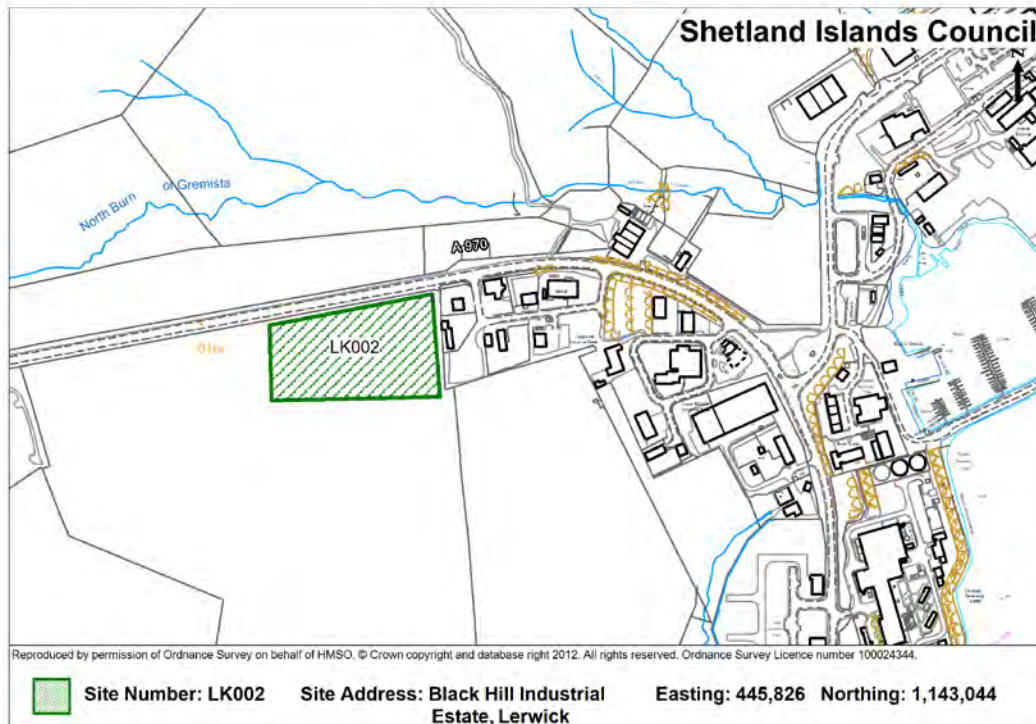 Shetland Islands Council
N
North Burn of Gremista
A 970
LK002
Reproduced by permission of Ordnance Survey on behalf of HMSO. © Crown copyright and database right 2012. All rights reserved. Ordnance Survey Licence number 100024344.
Site Number: LK002 Site Address: Black Hill Industrial Easting: 445,826 Northing: 1,143,044
Estate, Lerwick